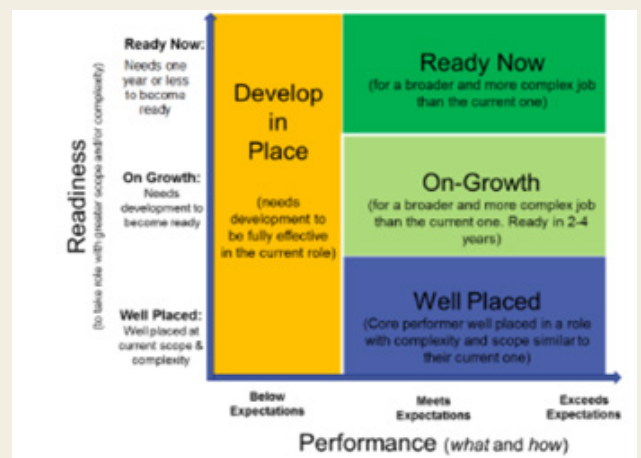 Ready Now:
Needs one
year or less
to become
ready
On Growth:
Needs
development to
become ready
Well Placed:
Well placed at
current scope &
complexity
Readiness
(to take role with greater scope and/or complexity)
Develop
in
Place
(needs
development to
be fully effective
in the current role)
Ready Now
(for a broader and more complex job
than the current one)
On-Growth
(for a broader and more complex job
than the current one. Ready in 2-4
years)
Well Placed
(Core performer well placed in a role
with complexity and scope similar to
their current one)
Below
Expectations
Meets
Expectations
Exceeds
Expectations
Performance (what and how)